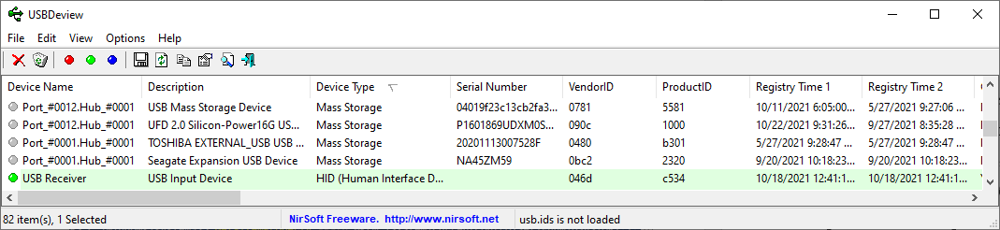 USBDeview
File Edit View Options Help
Device Name Description Device Type Serial Number VendorID ProductID Registry Time 1 Registry Time 2
Port_#0012.Hub_#0001 USB Mass Storage Device Mass Storage 04019f23c13cb2fa3... 0781 5581 10/11/2021 6:05:00... 5/27/2021 9:27:06
Port_#0012.Hub_#0001 UFD 2.0 Silicon-Power16G US... Mass Storage P1601869UDXM0S... 090c 1000 10/22/2021 9:31:26... 9/27/2021 8:35:28
Port_#0001.Hub_#0001 TOSHIBA EXTERNAL_USB USB ... Mass Storage 20201113007528F 0480 b301 5/27/2021 9:28:47 ... 5/27/2021 9:28:47
Port_#0001.Hub_#0001 Seagate Expansion USB Device Mass Storage NA45ZM59 0bc2 2320 9/20/2021 10:18:23... 9/20/2021 10:18:23...
USB Receiver USB Input Device HID (Human Interface D... 046d c534 10/18/2021 12:41:1... 10/18/2021 12:41:1...
82 item(s), 1 Selected NirSoft Freeware. http://www.nirsoft.net usb.ids is not loaded